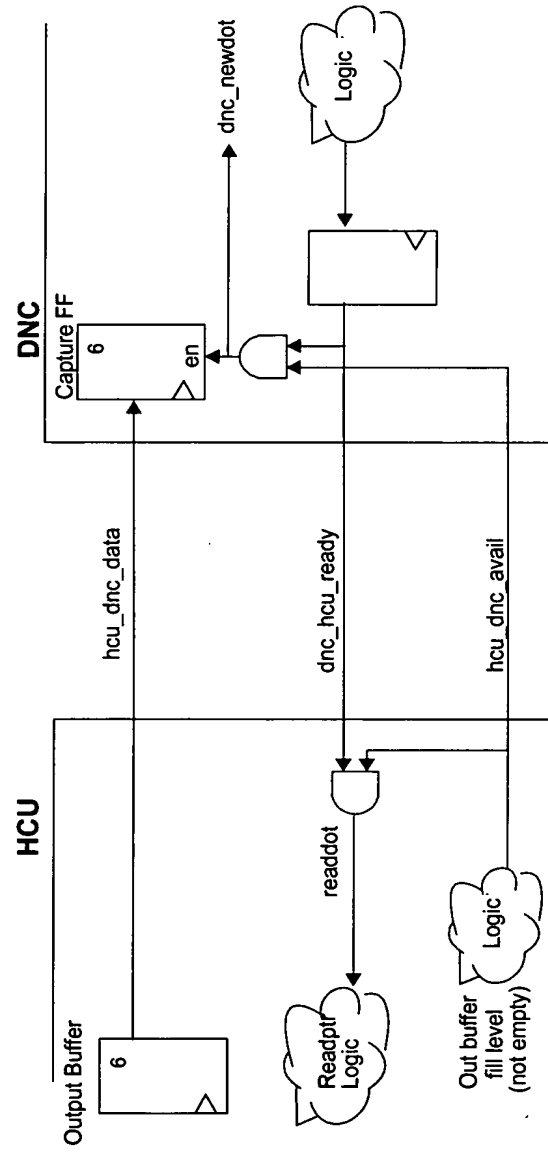 HCU
DNC
Output Buffer
6
hcu_dnc_data
Capture FF
6
en
dnc_newdot
Readptr
Logic
readdot
dnc_hcu_ready
Logic
Out buffer
fill level
(not empty)
Logic
hcu_dnc_avail